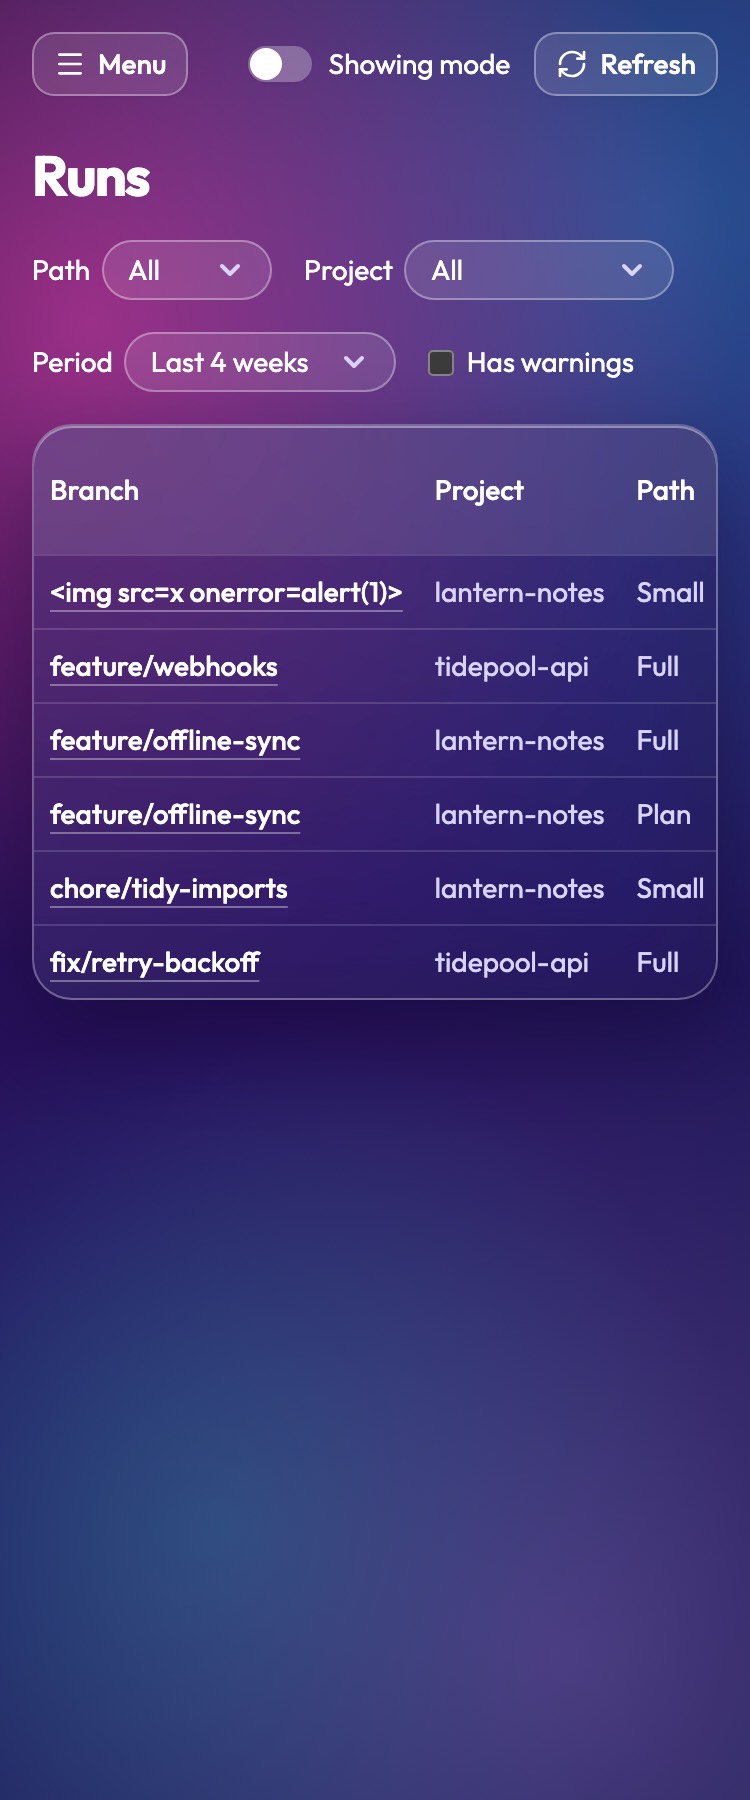 Menu Showing mode Refresh
Runs
Path All Project All
Period Last 4 weeks Has warnings
Branch Project Path
<img src=x onerror=alert(1)> lantern-notes Small
feature/webhooks tidepool-api Full
feature/offline-sync lantern-notes Full
feature/offline-sync lantern-notes Plan
chore/tidy-imports lantern-notes Small
fix/retry-backoff tidepool-api Full